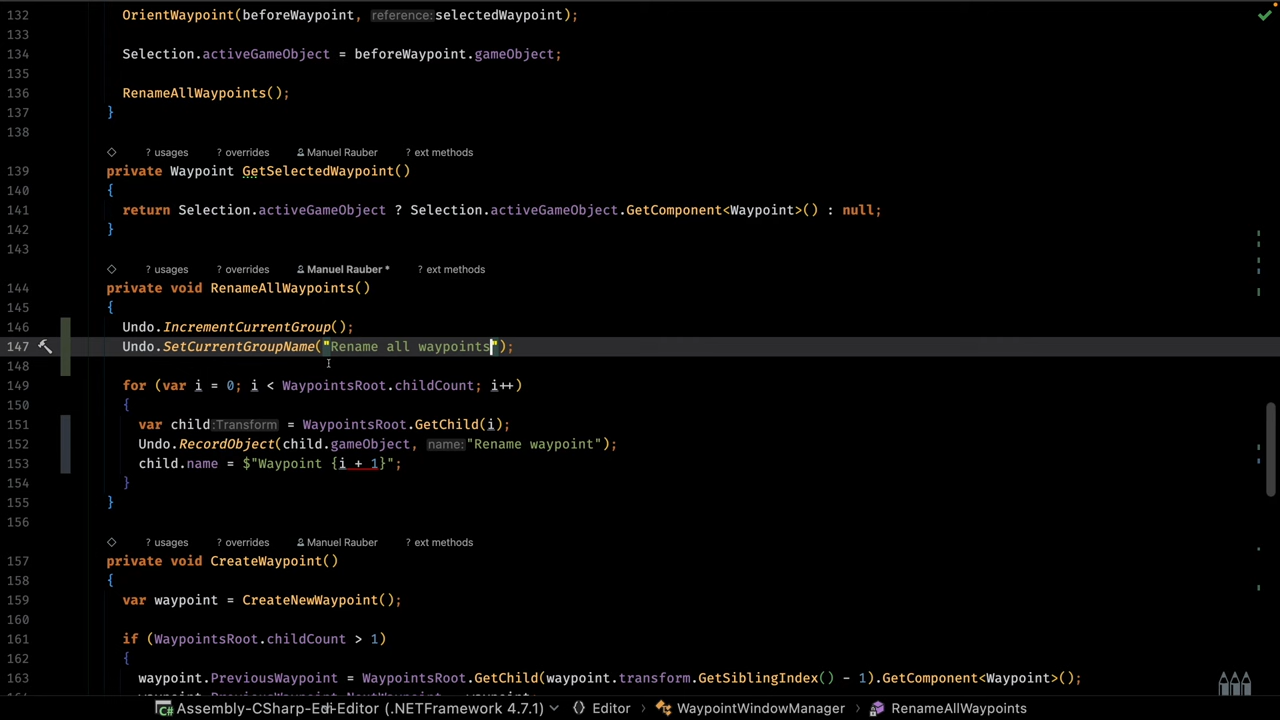 132 OrientWaypoint(beforeWaypoint, reference:selectedWaypoint);
133
134 Selection.activeGameObject = beforeWaypoint.gameObject;
135
136 RenameAllWaypoints();
137 }
138
? usages ? overrides Manuel Rauber ? ext methods
139 private Waypoint GetSelectedWaypoint()
140 {
141 return Selection.activeGameObject ? Selection.activeGameObject.GetComponent<Waypoint>() : null;
142 }
143
? usages ? overrides Manuel Rauber * ? ext methods
144 private void RenameAllWaypoints()
145 {
146 Undo.IncrementCurrentGroup();
147 Undo.SetCurrentGroupName("Rename all waypoints");
148
149 for (var i = 0; i < WaypointsRoot.childCount; i++)
150 {
151 var child:Transform = WaypointsRoot.GetChild(i);
152 Undo.RecordObject(child.gameObject, name:"Rename waypoint");
153 child.name = $"Waypoint {i + 1}";
154 }
155 }
156
? usages ? overrides Manuel Rauber ? ext methods
157 private void CreateWaypoint()
158 {
159 var waypoint = CreateNewWaypoint();
160
161 if (WaypointsRoot.childCount > 1)
162 {
163 waypoint.PreviousWaypoint = WaypointsRoot.GetChild(waypoint.transform.GetSiblingIndex() - 1).GetComponent<Waypoint>();
Assembly-CSharp-Edi-Editor (.NETFramework 4.7.1) {} Editor WaypointWindowManager RenameAllWaypoints